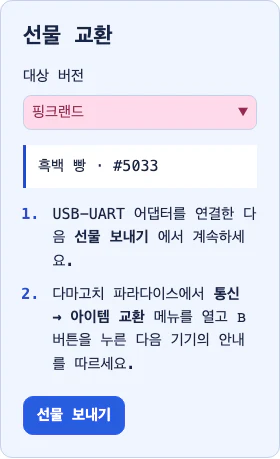 선물 교환
대상 버전
핑크랜드 ▼
흑백 빵 · #5033
1. USB-UART 어댑터를 연결한 다
음 선물 보내기 에서 계속하세
요.
2. 다마고치 파라다이스에서 통신
→ 아이템 교환 메뉴를 열고 B
버튼을 누른 다음 기기의 안내
를 따르세요.
선물 보내기